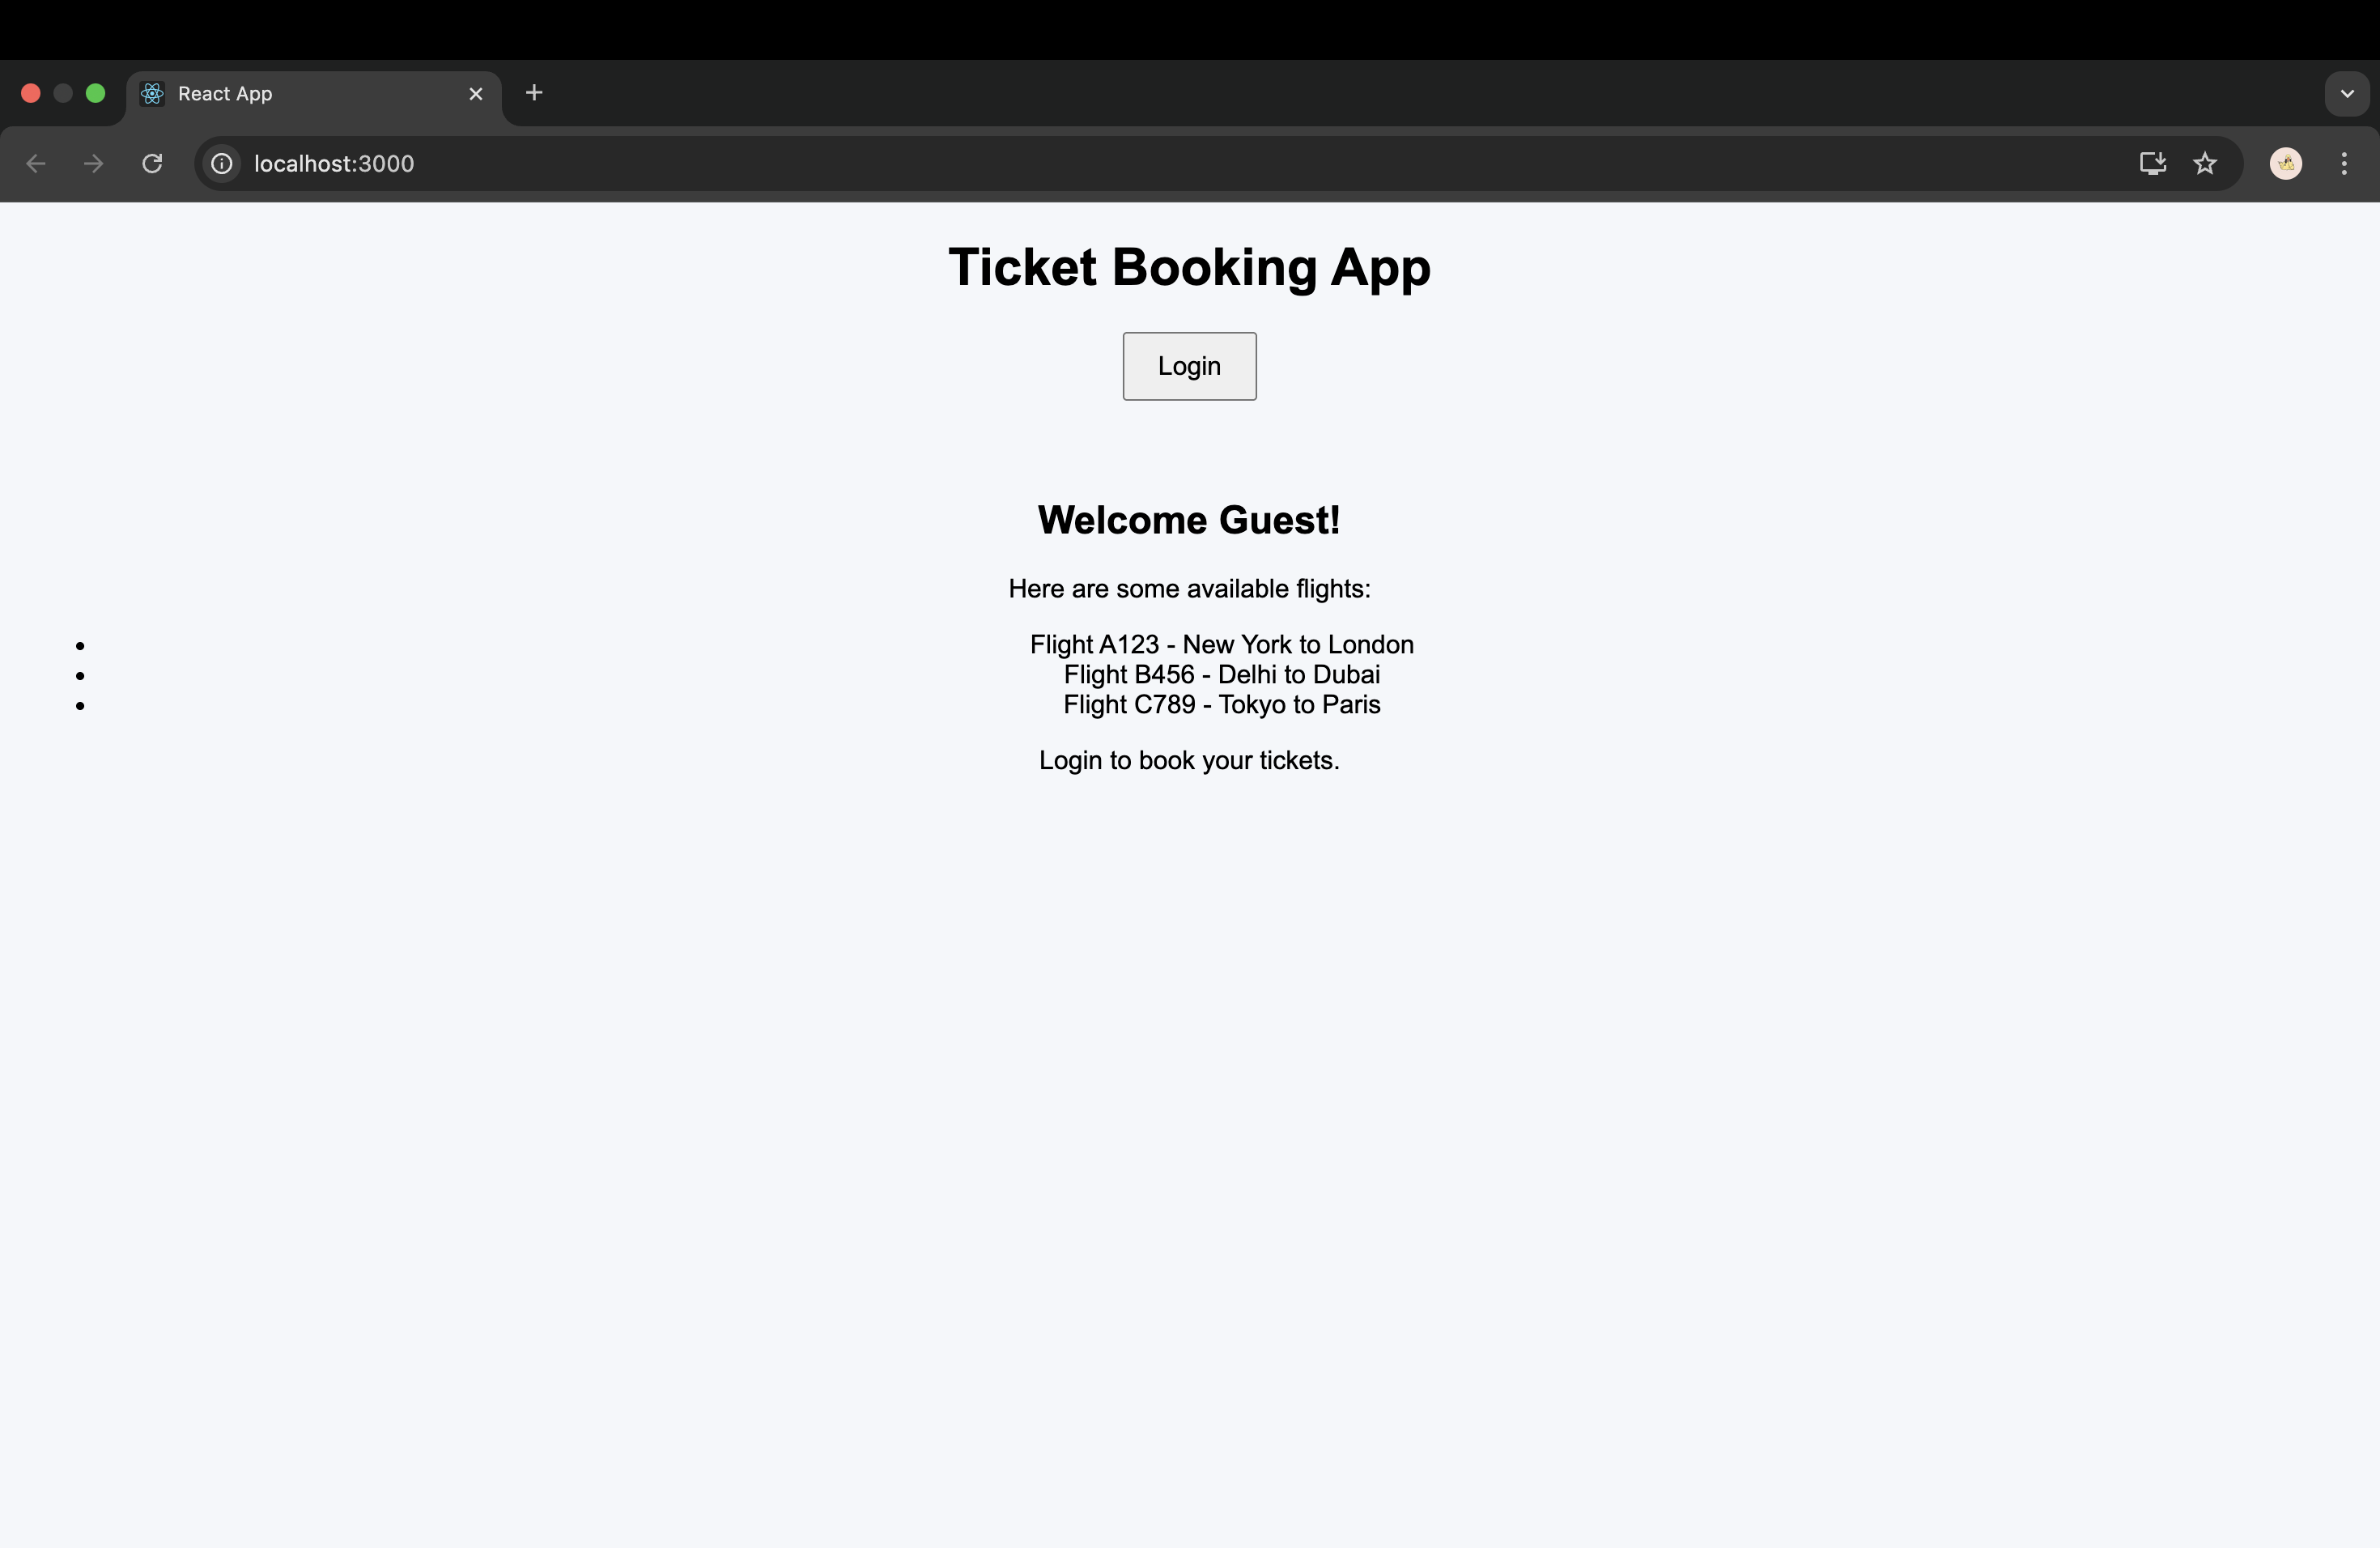 React App
localhost:3000
Ticket Booking App
Login
Welcome Guest!
Here are some available flights:
• Flight A123 - New York to London
• Flight B456 - Delhi to Dubai
• Flight C789 - Tokyo to Paris
Login to book your tickets.